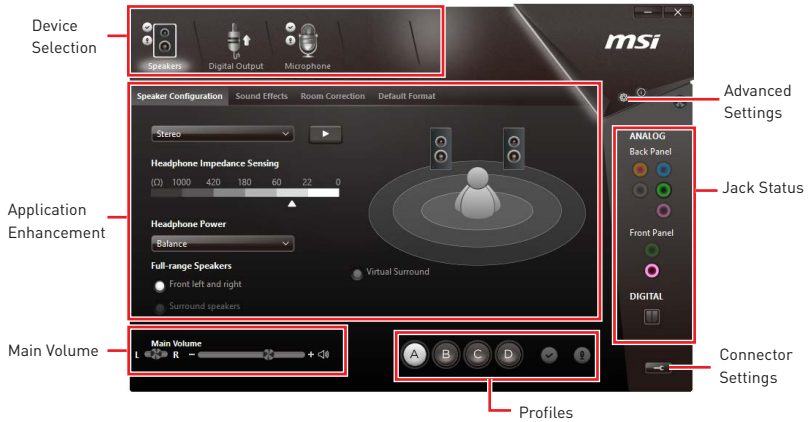 Device
Selection
msi
Speakers
Digital Output
Microphone
Advanced
Settings
Speaker Configuration
Sound Effects
Room Correction
Default Format
Stereo
Headphone Impedance Sensing
(Ω) 1000 420 180 60 22 0
Headphone Power
Balance
Full-range Speakers
Front left and right
Surround speakers
Virtual Surround
Application
Enhancement
ANALOG
Back Panel
Front Panel
DIGITAL
Jack Status
Main Volume
Main Volume
L R − +
A B C D
Profiles
Connector
Settings